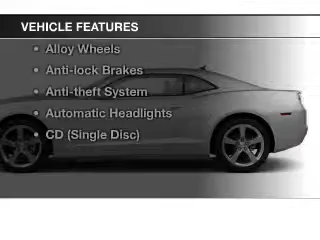 VEHICLE FEATURES
• Alloy Wheels
• Anti-lock Brakes
• Anti-theft System
• Automatic Headlights
• CD (Single Disc)